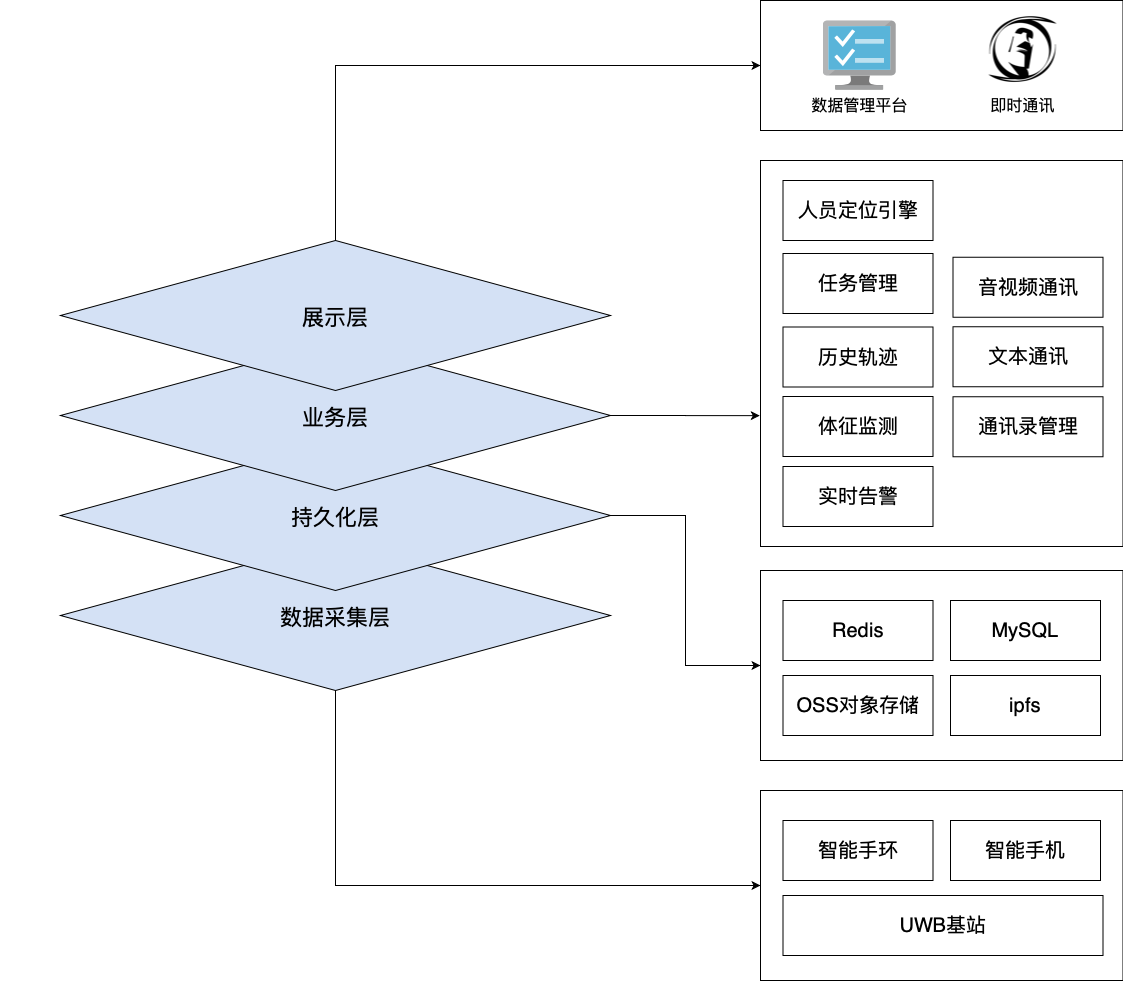 数据管理平台
即时通讯
展示层
业务层
持久化层
数据采集层
人员定位引擎
任务管理
历史轨迹
体征监测
实时告警
音视频通讯
文本通讯
通讯录管理
Redis
MySQL
OSS对象存储
ipfs
智能手环
智能手机
UWB基站